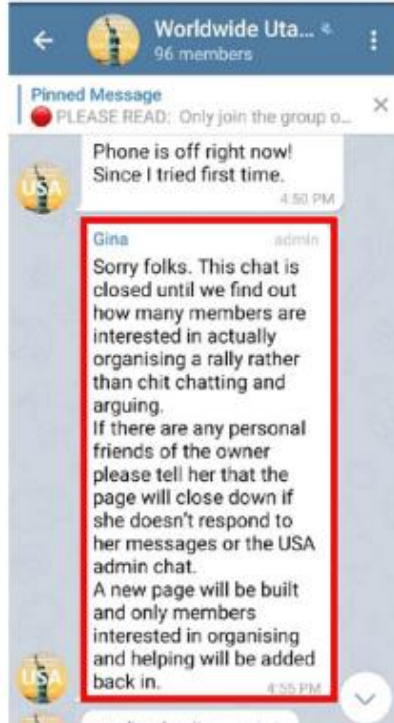 Worldwide Uta...
96 members
Pinned Message
PLEASE READ: Only join the group o...
Phone is off right now!
Since I tried first time.
4:50 PM
USA
Gina admin
Sorry folks. This chat is
closed until we find out
how many members are
interested in actually
organising a rally rather
than chit chatting and
arguing.
If there are any personal
friends of the owner
please tell her that the
page will close down if
she doesn't respond to
her messages or the USA
admin chat.
A new page will be built
and only members
interested in organising
and helping will be added
back in.
4:55 PM
USA